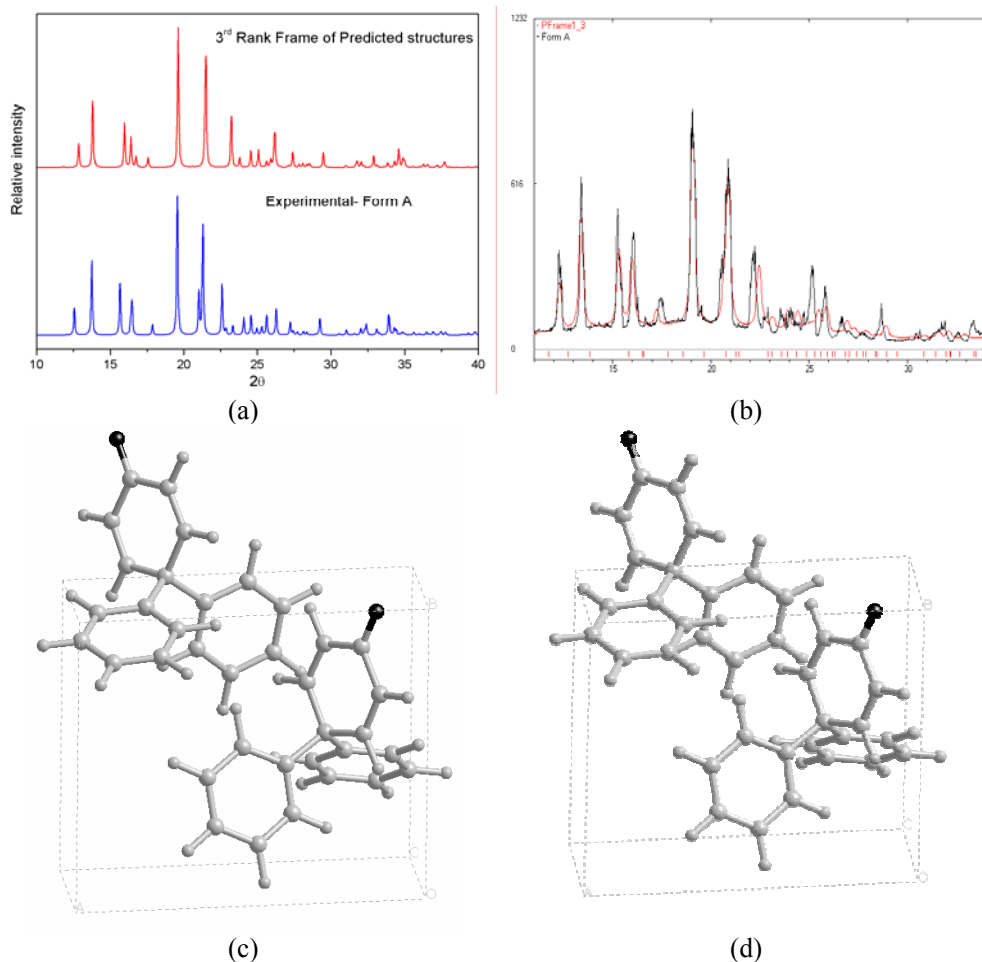 3rd Rank Frame of Predicted structures
Experimental- Form A
Relative intensity
10 15 20 25 30 35 40
2θ
(a)
1232
PFrame1_3
Form A
616
0
15 20 25 30
(b)
B
C
A
O
(c)
B
C
A
O
(d)